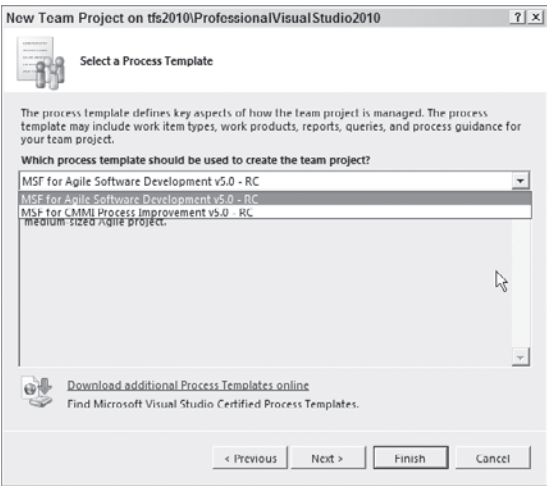 New Team Project on tfs2010\ProfessionalVisualStudio2010
Select a Process Template
The process template defines key aspects of how the team project is managed. The process
template may include work item types, work products, reports, queries, and process guidance for
your team project.
Which process template should be used to create the team project?
MSF for Agile Software Development v5.0 - RC
MSF for Agile Software Development v5.0 - RC
MSF for CMMI Process Improvement v5.0 - RC
medium-sized Agile project.
Download additional Process Templates online
Find Microsoft Visual Studio Certified Process Templates.
< Previous
Next >
Finish
Cancel